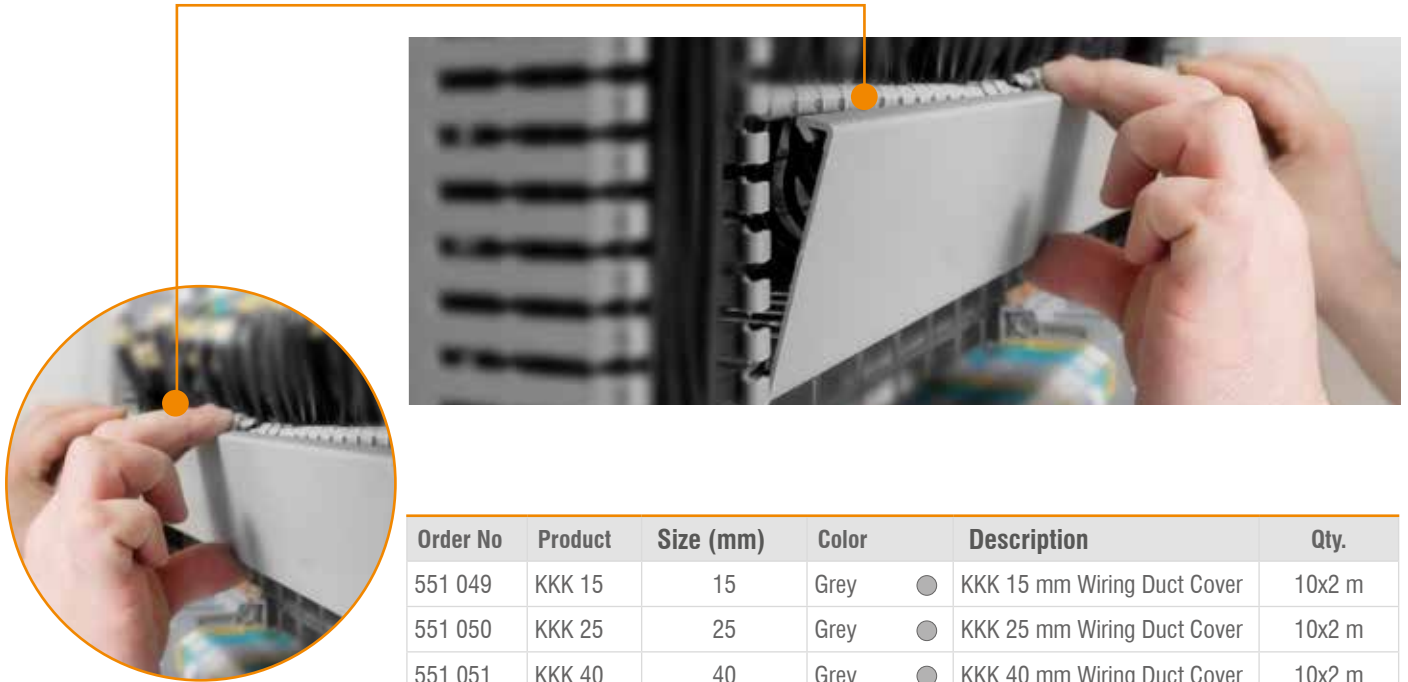 Order No Product Size (mm) Color Description Qty.
551 049 KKK 15 15 Grey KKK 15 mm Wiring Duct Cover 10x2 m
551 050 KKK 25 25 Grey KKK 25 mm Wiring Duct Cover 10x2 m
551 051 KKK 40 40 Grey KKK 40 mm Wiring Duct Cover 10x2 m